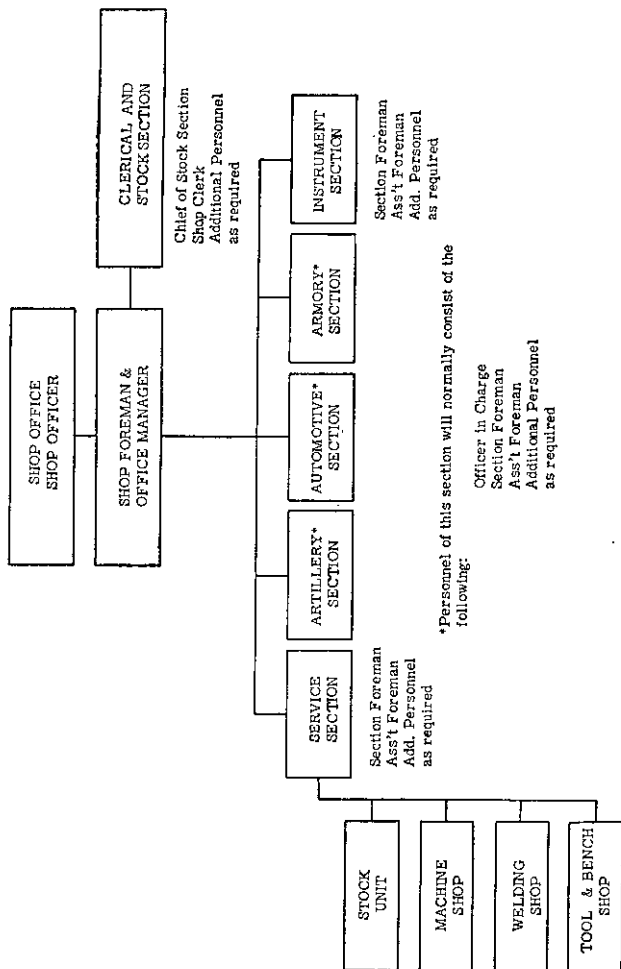 SHOP OFFICE
SHOP OFFICER
SHOP FOREMAN &
OFFICE MANAGER
CLERICAL AND
STOCK SECTION
Chief of Stock Section
Shop Clerk
Additional Personnel
as required
SERVICE
SECTION
ARTILLERY*
SECTION
AUTOMOTIVE*
SECTION
ARMORY*
SECTION
INSTRUMENT
SECTION
Section Foreman
Ass't Foreman
Add. Personnel
as required
Section Foreman
Ass't Foreman
Add. Personnel
as required
*Personnel of this section will normally consist of the
following:
Officer in Charge
Section Foreman
Ass't Foreman
Additional Personnel
as required
STOCK
UNIT
MACHINE
SHOP
WELDING
SHOP
TOOL & BENCH
SHOP